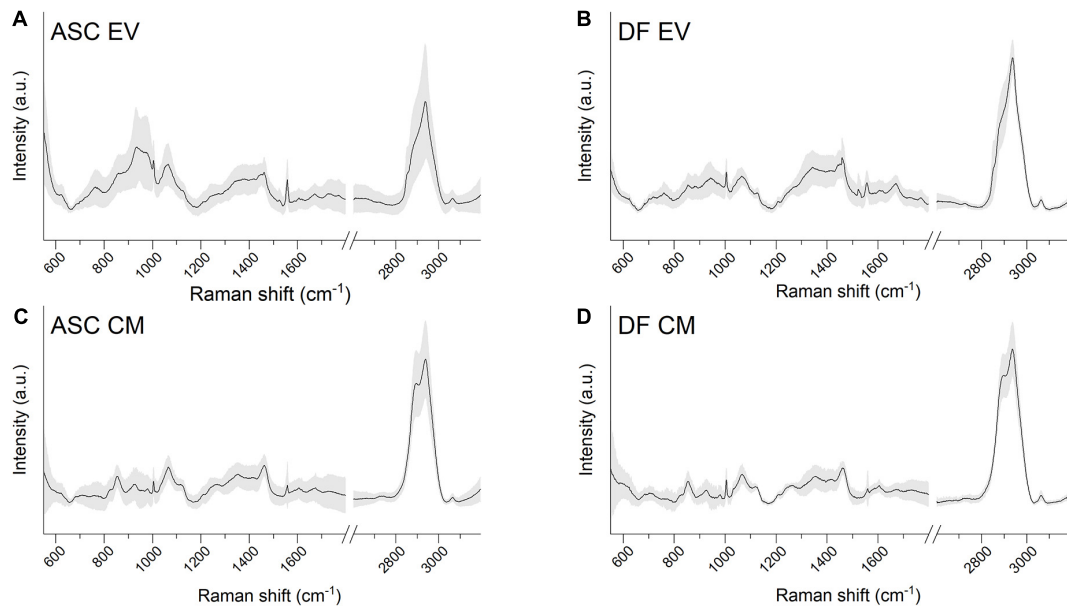 A
ASC EV
Intensity (a.u.)
600 800 1000 1200 1400 1600 2800 3000
Raman shift (cm⁻¹)
B
DF EV
Intensity (a.u.)
600 800 1000 1200 1400 1600 2800 3000
Raman shift (cm⁻¹)
C
ASC CM
Intensity (a.u.)
600 800 1000 1200 1400 1600 2800 3000
Raman shift (cm⁻¹)
D
DF CM
Intensity (a.u.)
600 800 1000 1200 1400 1600 2800 3000
Raman shift (cm⁻¹)